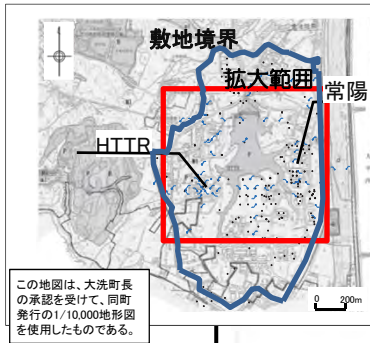 敷地境界
拡大範囲
常陽
HTTR
この地図は、大洗町長
の承認を受けて、同町
発行の1/10,000地形図
を使用したものである。
0 200m